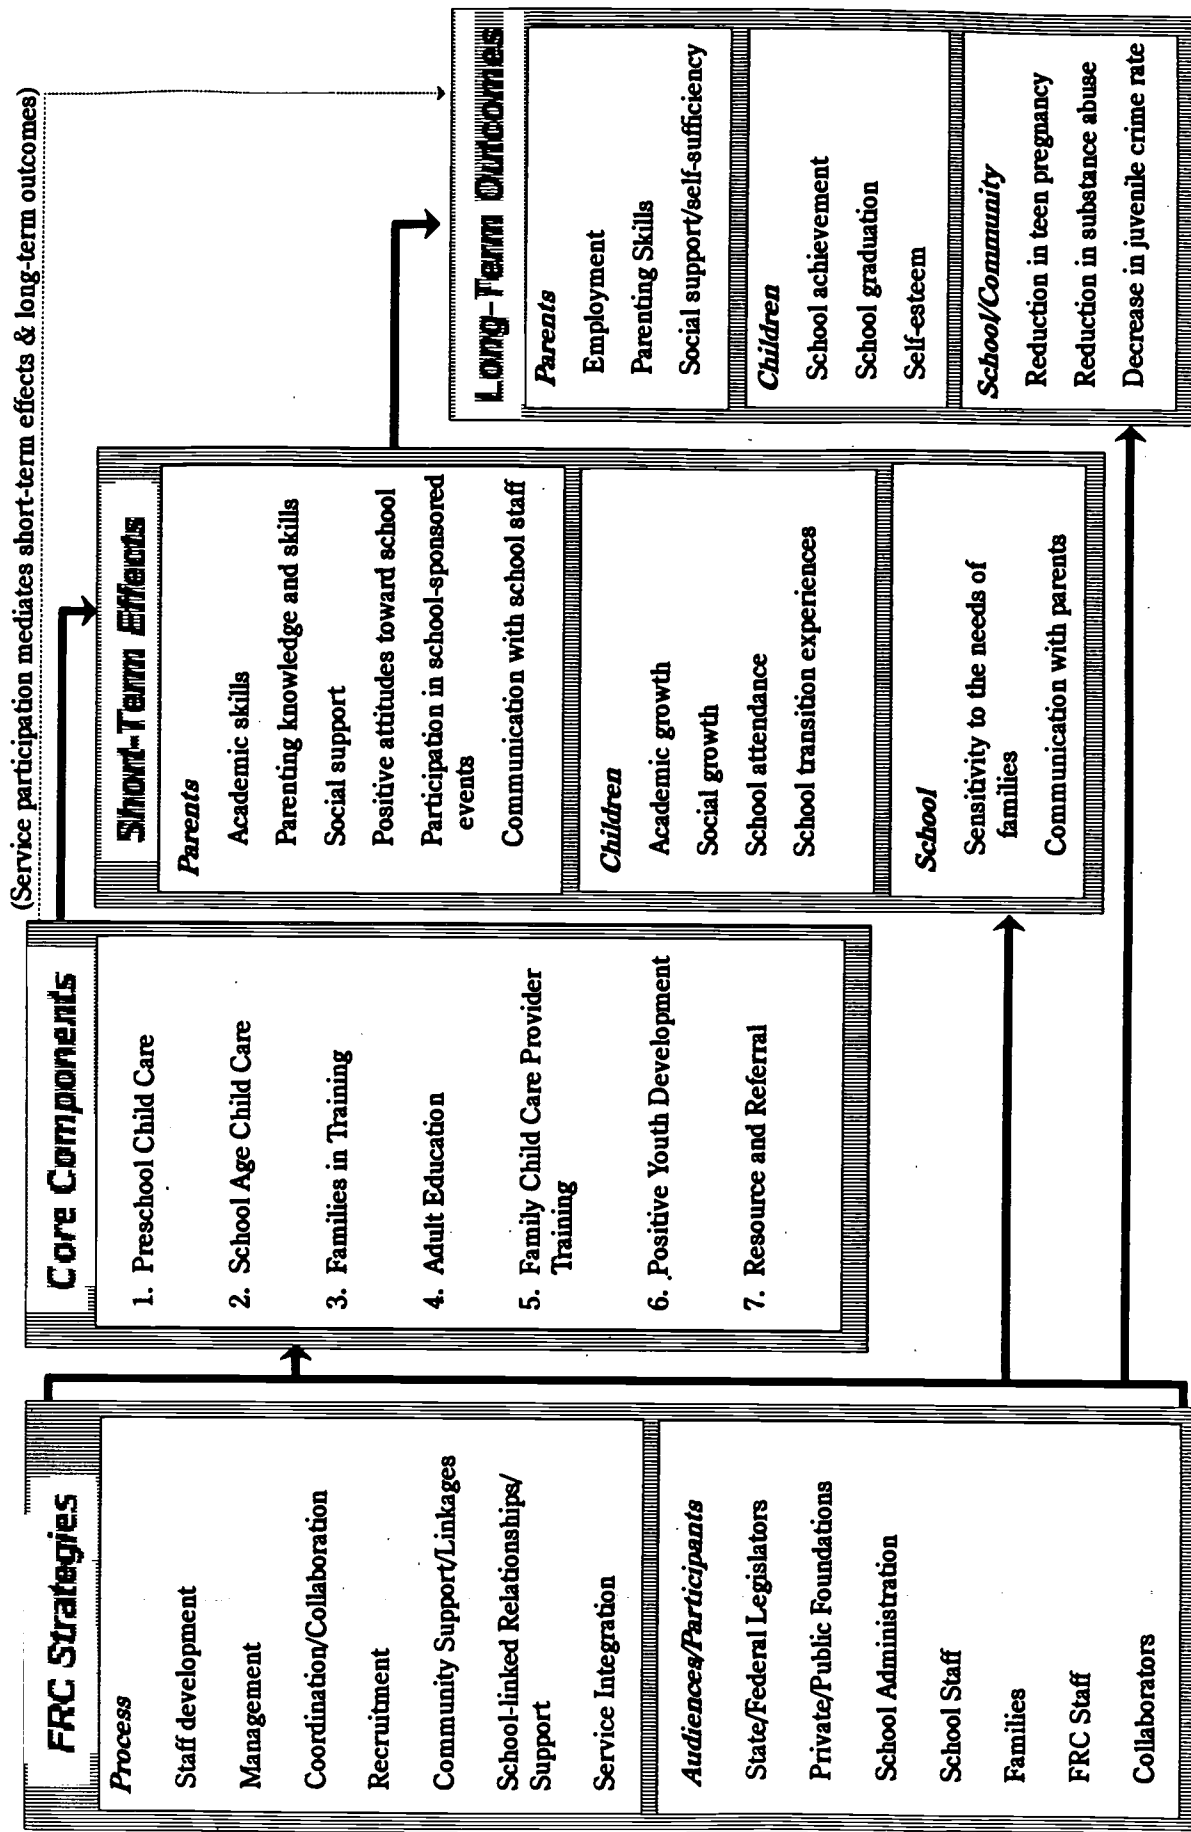 (Service participation mediates short-term effects & long-term outcomes)
FRC Strategies
Process
Staff development
Management
Coordination/Collaboration
Recruitment
Community Support/Linkages
School-linked Relationships/
Support
Service Integration
Audiences/Participants
State/Federal Legislators
Private/Public Foundations
School Administration
School Staff
Families
FRC Staff
Collaborators
Core Components
1. Preschool Child Care
2. School Age Child Care
3. Families in Training
4. Adult Education
5. Family Child Care Provider
Training
6. Positive Youth Development
7. Resource and Referral
Short-Term Effects
Parents
Academic skills
Parenting knowledge and skills
Social support
Positive attitudes toward school
Participation in school-sponsored
events
Communication with school staff
Children
Academic growth
Social growth
School attendance
School transition experiences
School
Sensitivity to the needs of
families
Communication with parents
Long-Term Outcomes
Parents
Employment
Parenting Skills
Social support/self-sufficiency
Children
School achievement
School graduation
Self-esteem
School/Community
Reduction in teen pregnancy
Reduction in substance abuse
Decrease in juvenile crime rate